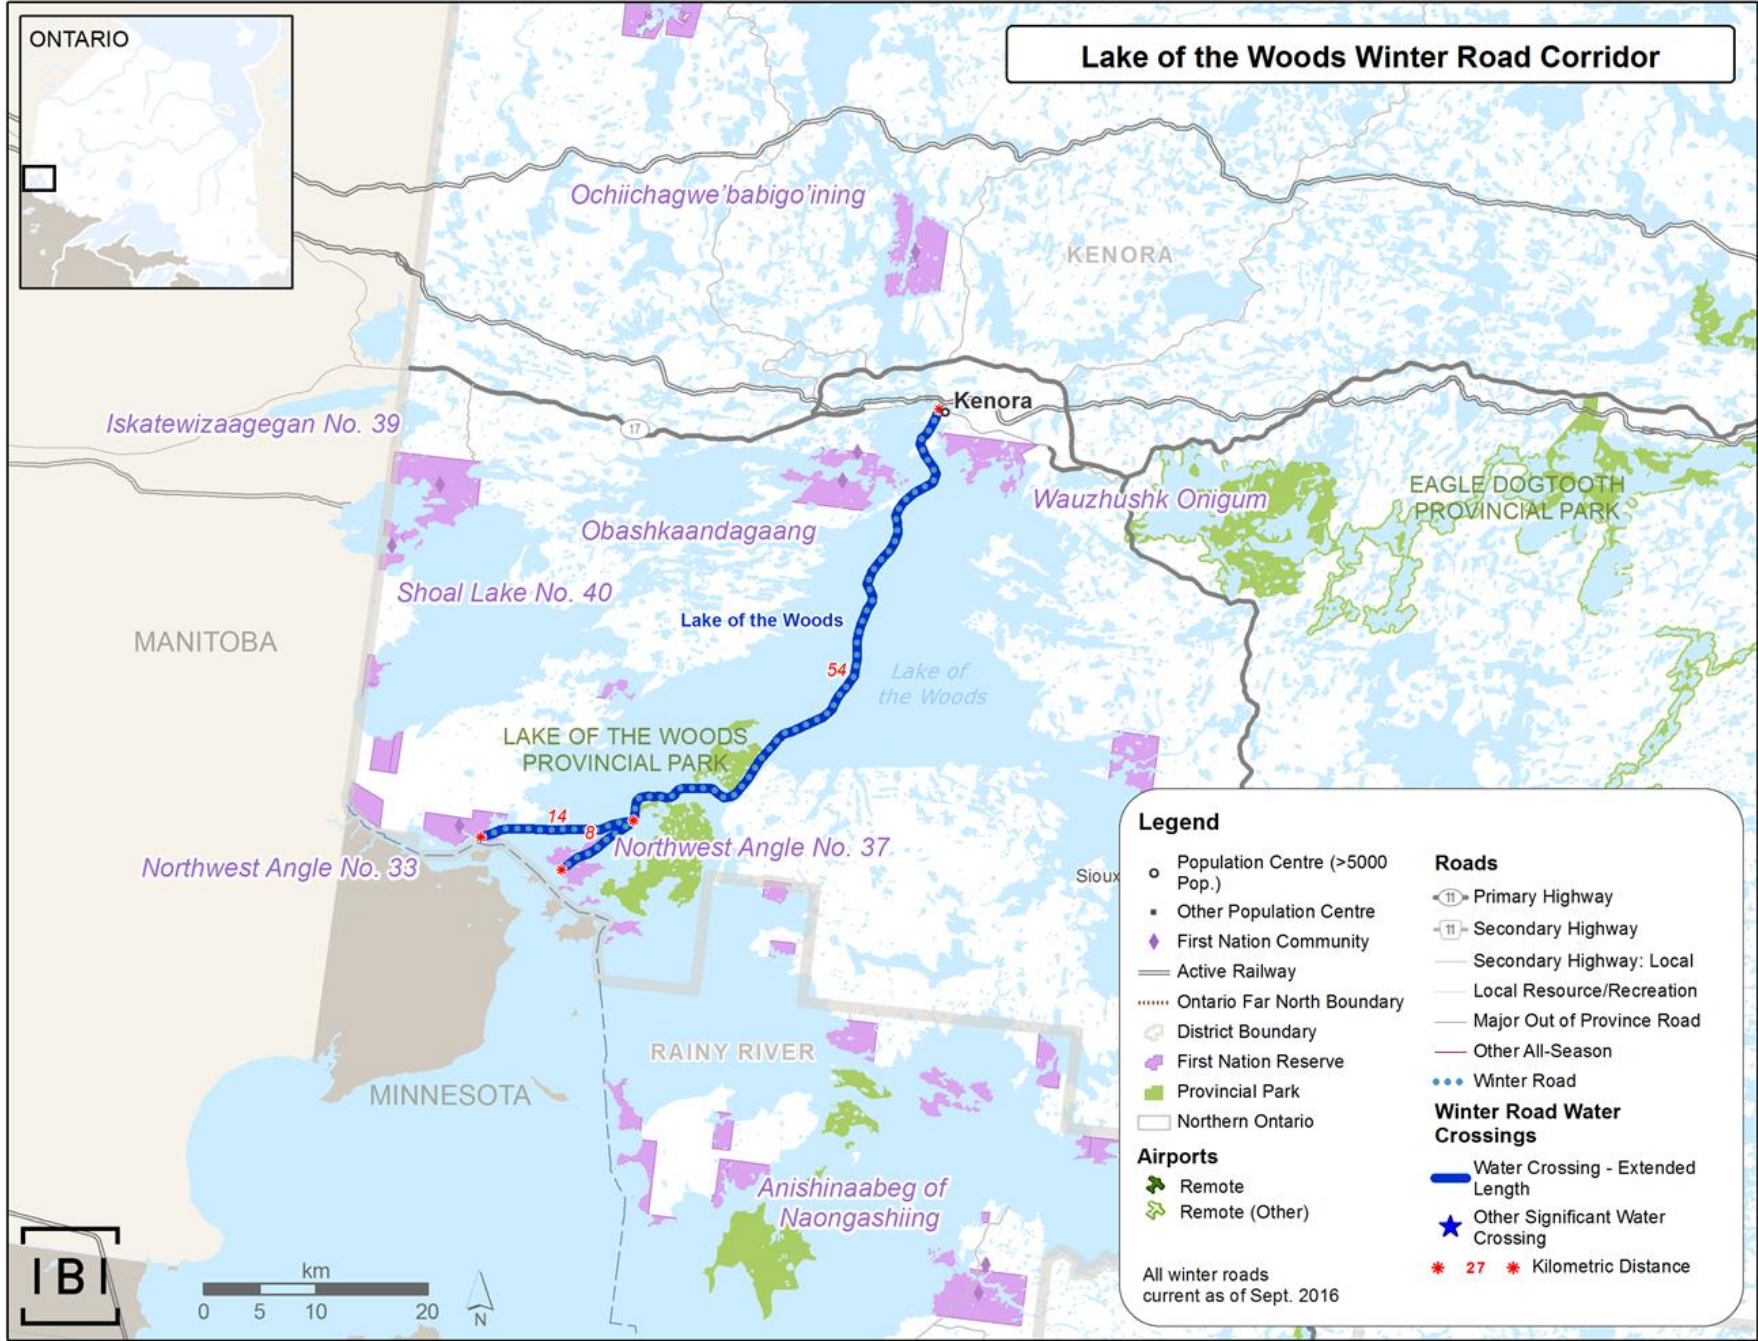 ONTARIO
Lake of the Woods Winter Road Corridor
Ochiichagwe'babigo'ining
KENORA
Kenora
Iskatewizaagegan No. 39
17
EAGLE DOGTOOTH
PROVINCIAL PARK
Wauzhushk Onigum
Obashkaandagaang
Shoal Lake No. 40
Lake of the Woods
MANITOBA
54
Lake of
the Woods
LAKE OF THE WOODS
PROVINCIAL PARK
14
8
Northwest Angle No. 37
Northwest Angle No. 33
Sioux
RAINY RIVER
MINNESOTA
Anishinaabeg of
Naongashiing
IBI
km
0 5 10 20
N
Legend
Population Centre (>5000
Pop.)
Other Population Centre
First Nation Community
Active Railway
Ontario Far North Boundary
District Boundary
First Nation Reserve
Provincial Park
Northern Ontario
Airports
Remote
Remote (Other)
All winter roads
current as of Sept. 2016
Roads
11 Primary Highway
11 Secondary Highway
Secondary Highway: Local
Local Resource/Recreation
Major Out of Province Road
Other All-Season
Winter Road
Winter Road Water
Crossings
Water Crossing - Extended
Length
Other Significant Water
Crossing
27 Kilometric Distance